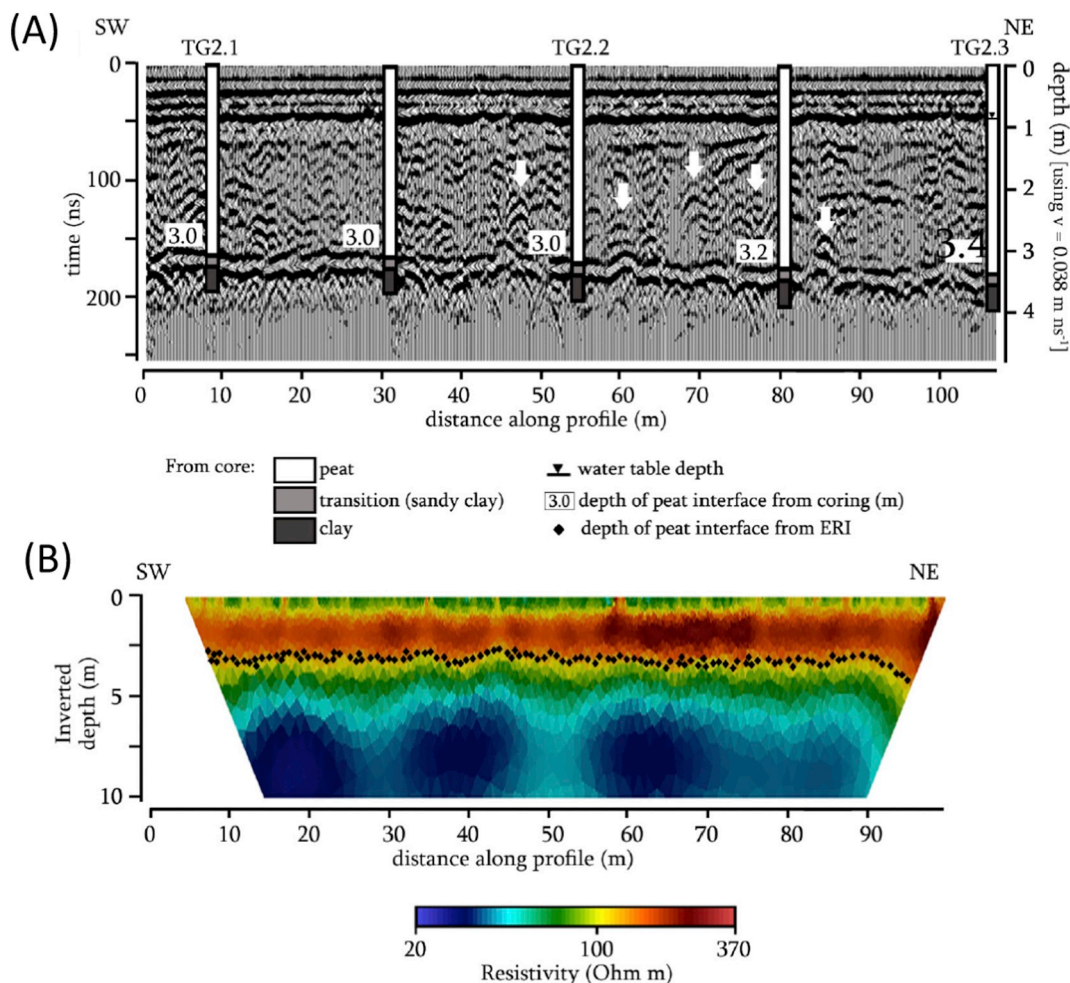 (A)
SW
NE
TG2.1
TG2.2
TG2.3
0
100
200
time (ns)
0
1
2
3
4
depth (m) [using v = 0.038 m ns⁻¹]
3.0
3.0
3.0
3.2
3.4
0 10 20 30 40 50 60 70 80 90 100
distance along profile (m)
From core:
peat
transition (sandy clay)
clay
water table depth
3.0 depth of peat interface from coring (m)
depth of peat interface from ERI
(B)
SW
NE
0
5
10
Inverted
depth (m)
0 10 20 30 40 50 60 70 80 90
distance along profile (m)
20 100 370
Resistivity (Ohm m)